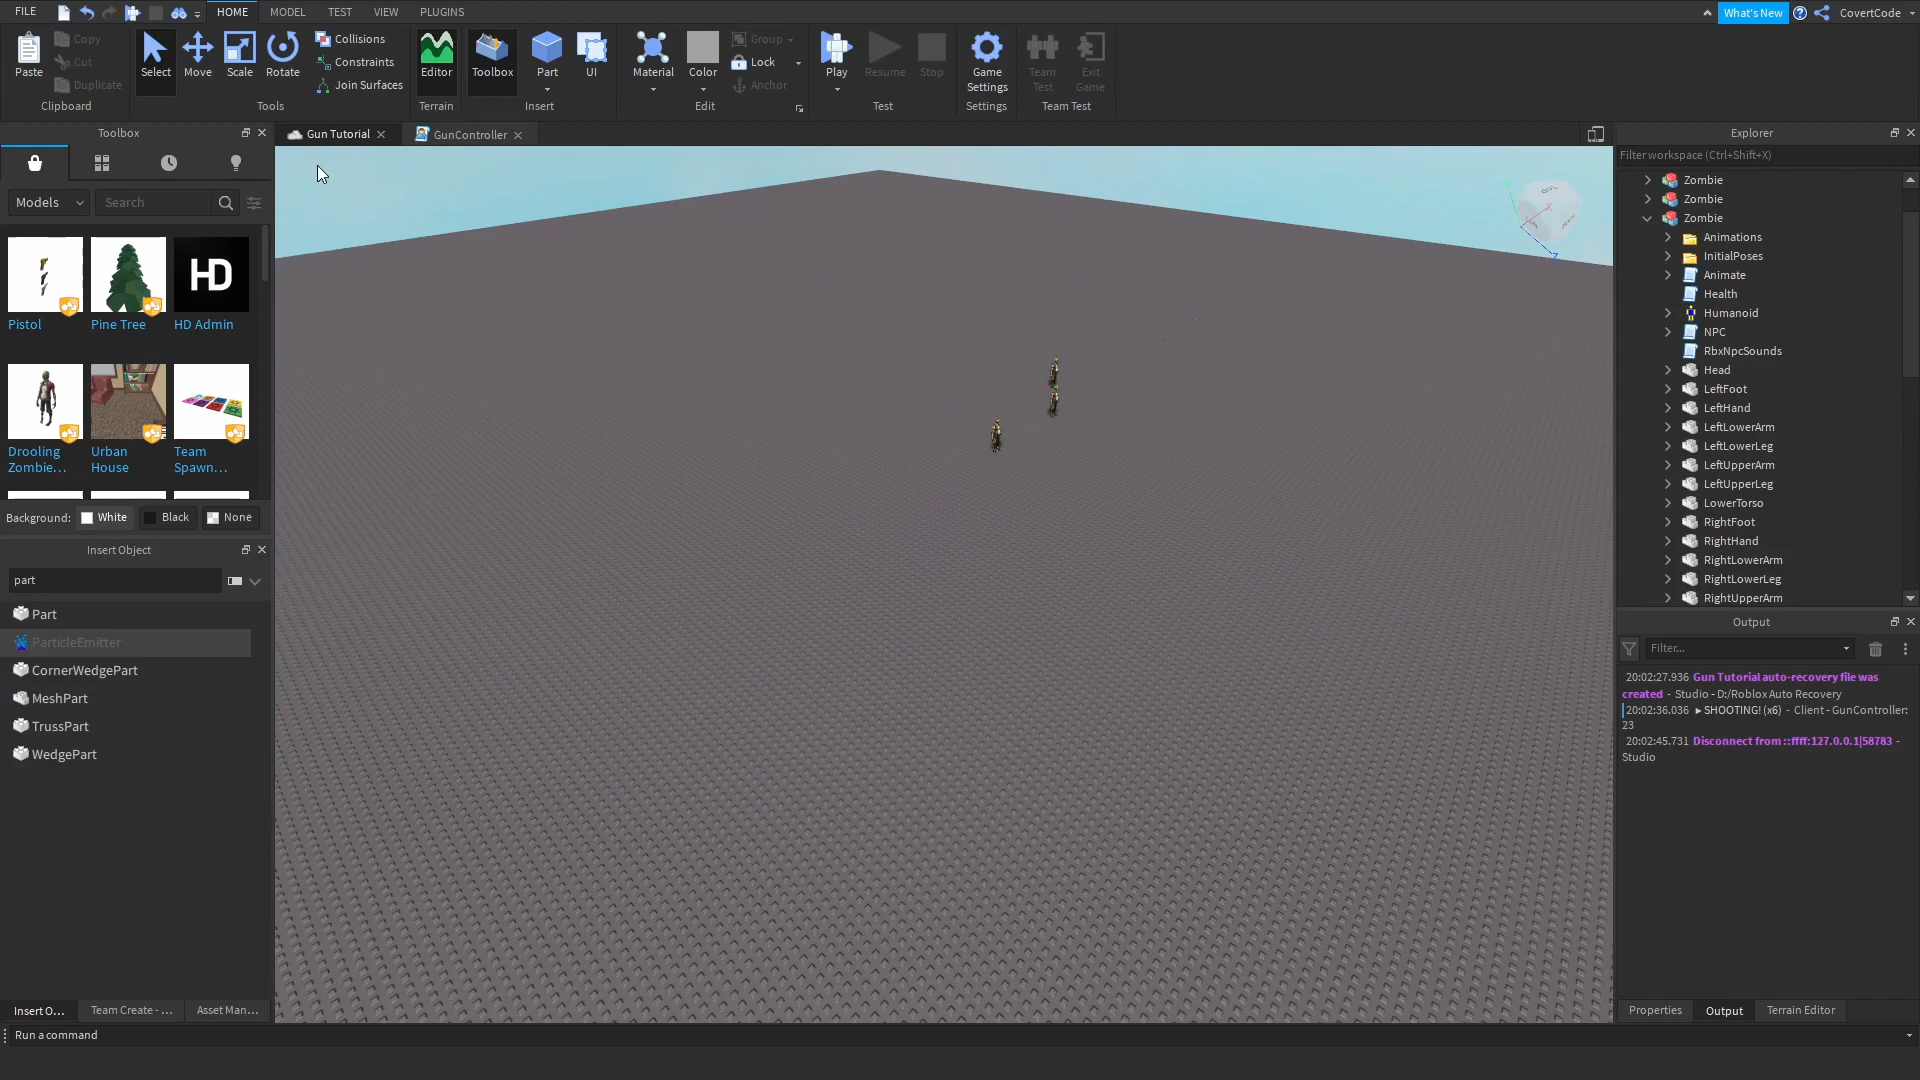 FILE
HOME
MODEL
TEST
VIEW
PLUGINS
What's New
CovertCode
Paste
Copy
Cut
Duplicate
Clipboard
Select
Move
Scale
Rotate
Collisions
Constraints
Join Surfaces
Tools
Editor
Terrain
Toolbox
Part
UI
Insert
Material
Color
Group
Lock
Anchor
Edit
Play
Resume
Stop
Test
Game
Settings
Settings
Team
Test
Exit
Game
Team Test
Toolbox
Models
Search
Pistol
Pine Tree
HD
HD Admin
Drooling
Zombie...
Urban
House
Team
Spawn...
Background:
White
Black
None
Insert Object
part
Part
ParticleEmitter
CornerWedgePart
MeshPart
TrussPart
WedgePart
Insert O...
Team Create - ...
Asset Man...
Run a command
Gun Tutorial
GunController
X
Z
Explorer
Filter workspace (Ctrl+Shift+X)
Zombie
Zombie
Zombie
Animations
InitialPoses
Animate
Health
Humanoid
NPC
RbxNpcSounds
Head
LeftFoot
LeftHand
LeftLowerArm
LeftLowerLeg
LeftUpperArm
LeftUpperLeg
LowerTorso
RightFoot
RightHand
RightLowerArm
RightLowerLeg
RightUpperArm
Output
Filter...
20:02:27.936 Gun Tutorial auto-recovery file was
created - Studio - D:/Roblox Auto Recovery
20:02:36.036 ▶ SHOOTING! (x6) - Client - GunController:
23
20:02:45.731 Disconnect from ::ffff:127.0.0.1|58783 -
Studio
Properties
Output
Terrain Editor